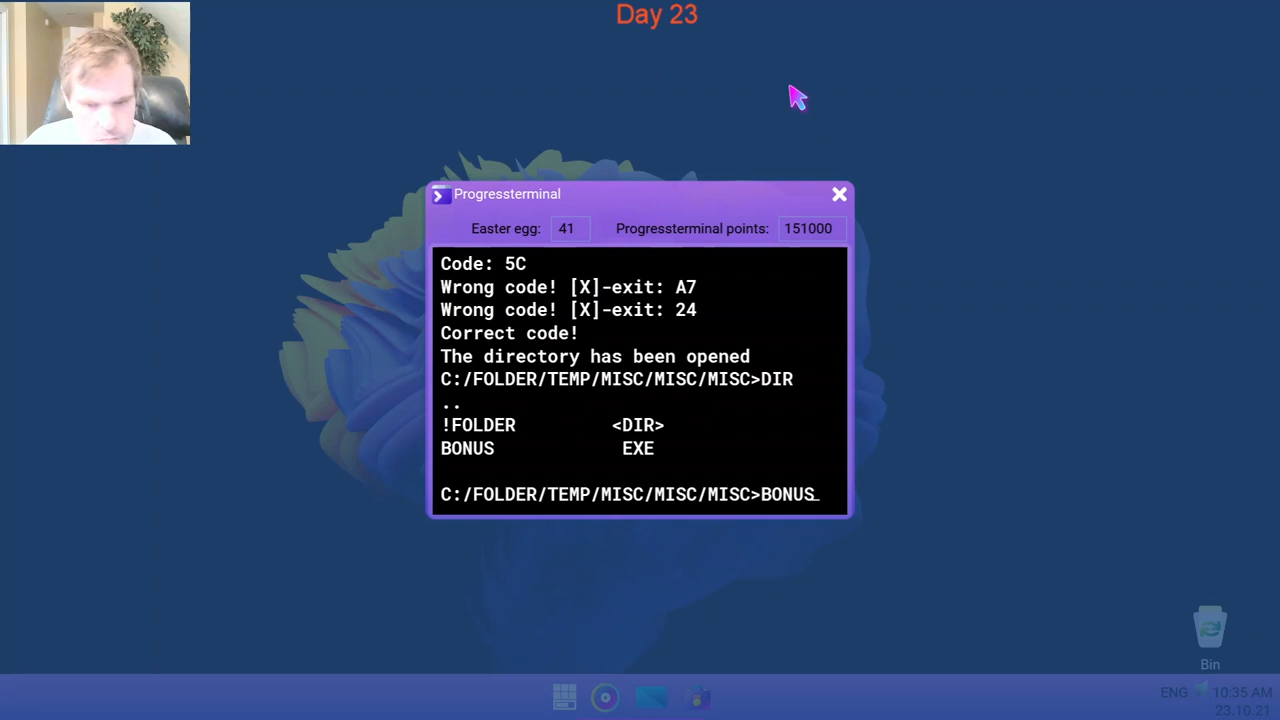 Day 23
Progressterminal
Easter egg: 41 Progressterminal points: 151000
Code: 5C
Wrong code! [X]-exit: A7
Wrong code! [X]-exit: 24
Correct code!
The directory has been opened
C:/FOLDER/TEMP/MISC/MISC/MISC>DIR
..
!FOLDER <DIR>
BONUS EXE
C:/FOLDER/TEMP/MISC/MISC/MISC>BONUS_
Bin
ENG 10:35 AM
23.10.21